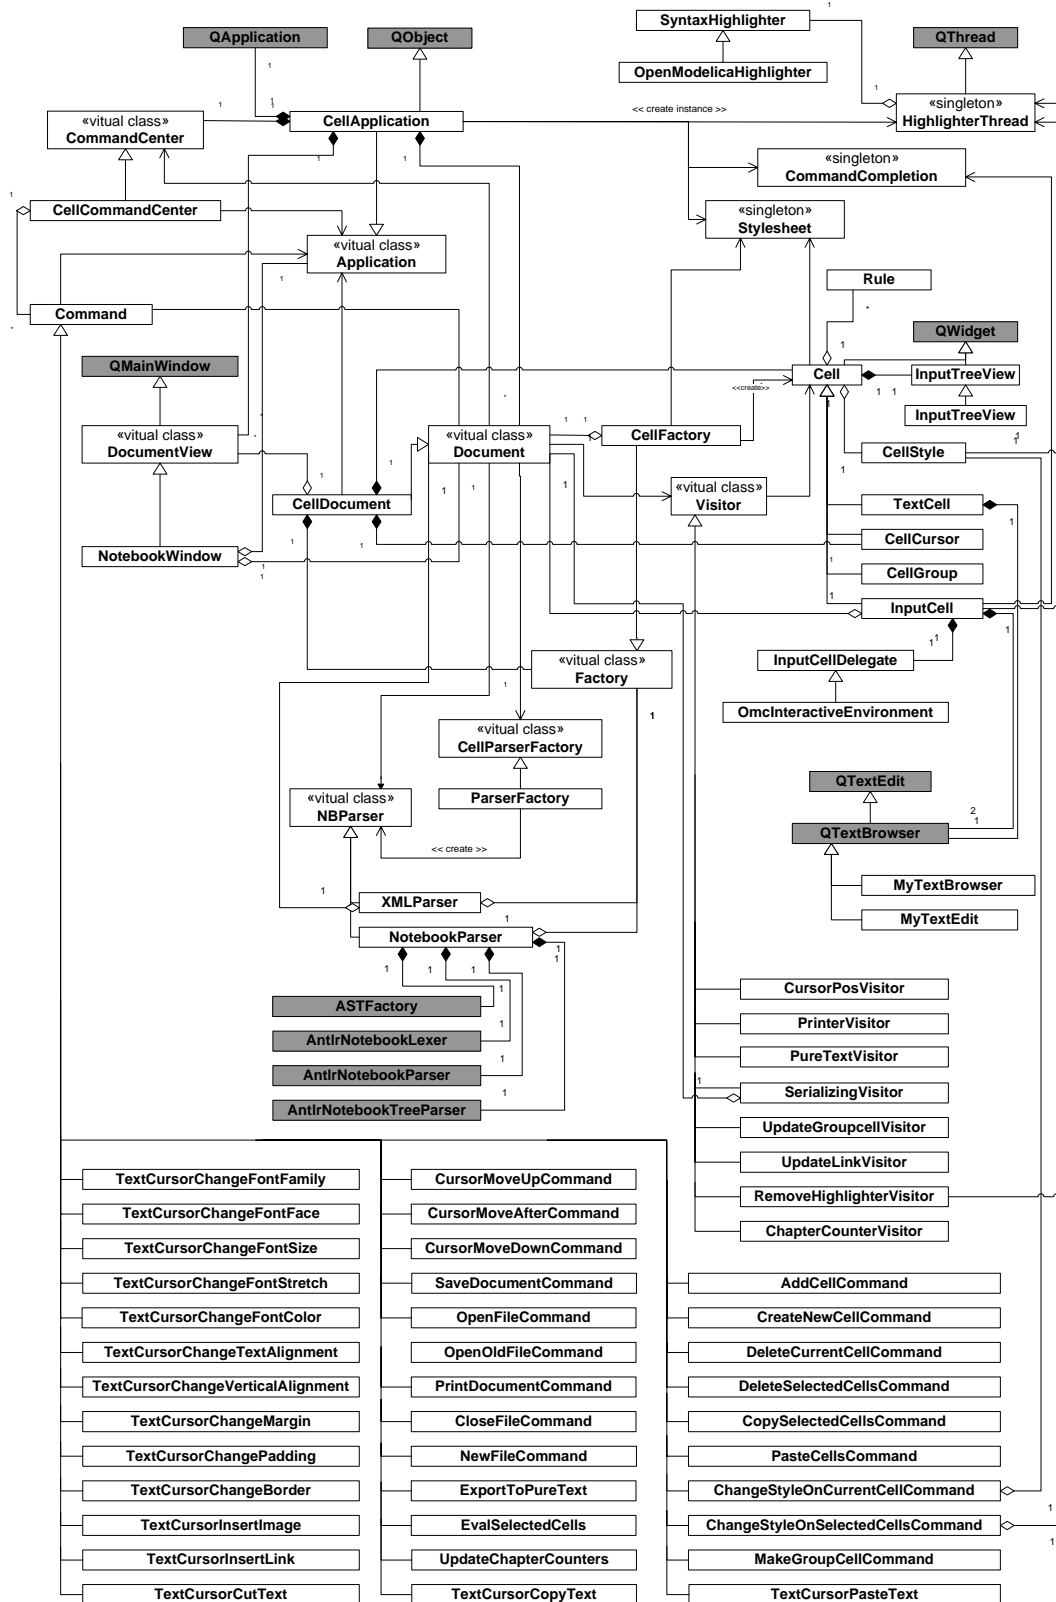 SyntaxHighlighter
QApplication
QObject
QThread
OpenModelicaHighlighter
<< create instance >>
«singleton»
HighlighterThread
«vitual class»
CommandCenter
CellApplication
«singleton»
CommandCompletion
CellCommandCenter
«singleton»
Stylesheet
«vitual class»
Application
Rule
Command
QWidget
QMainWindow
Cell
InputTreeView
<<create>>
InputTreeView
«vitual class»
DocumentView
«vitual class»
Document
CellFactory
CellStyle
«vitual class»
Visitor
CellDocument
TextCell
CellCursor
NotebookWindow
CellGroup
InputCell
«vitual class»
Factory
InputCellDelegate
OmcInteractiveEnvironment
«vitual class»
CellParserFactory
QTextEdit
«vitual class»
NBParser
ParserFactory
QTextBrowser
<< create >>
MyTextBrowser
XMLParser
MyTextEdit
NotebookParser
CursorPosVisitor
ASTFactory
PrinterVisitor
AntlrNotebookLexer
PureTextVisitor
AntlrNotebookParser
SerializingVisitor
AntlrNotebookTreeParser
UpdateGroupcellVisitor
UpdateLinkVisitor
TextCursorChangeFontFamily
CursorMoveUpCommand
RemoveHighlighterVisitor
TextCursorChangeFontFace
CursorMoveAfterCommand
ChapterCounterVisitor
TextCursorChangeFontSize
CursorMoveDownCommand
TextCursorChangeFontStretch
SaveDocumentCommand
AddCellCommand
TextCursorChangeFontColor
OpenFileCommand
CreateNewCellCommand
TextCursorChangeTextAlignment
OpenOldFileCommand
DeleteCurrentCellCommand
TextCursorChangeVerticalAlignment
PrintDocumentCommand
DeleteSelectedCellsCommand
TextCursorChangeMargin
CloseFileCommand
CopySelectedCellsCommand
TextCursorChangePadding
NewFileCommand
PasteCellsCommand
TextCursorChangeBorder
ExportToPureText
ChangeStyleOnCurrentCellCommand
TextCursorInsertImage
EvalSelectedCells
ChangeStyleOnSelectedCellsCommand
TextCursorInsertLink
UpdateChapterCounters
MakeGroupCellCommand
TextCursorCutText
TextCursorCopyText
TextCursorPasteText